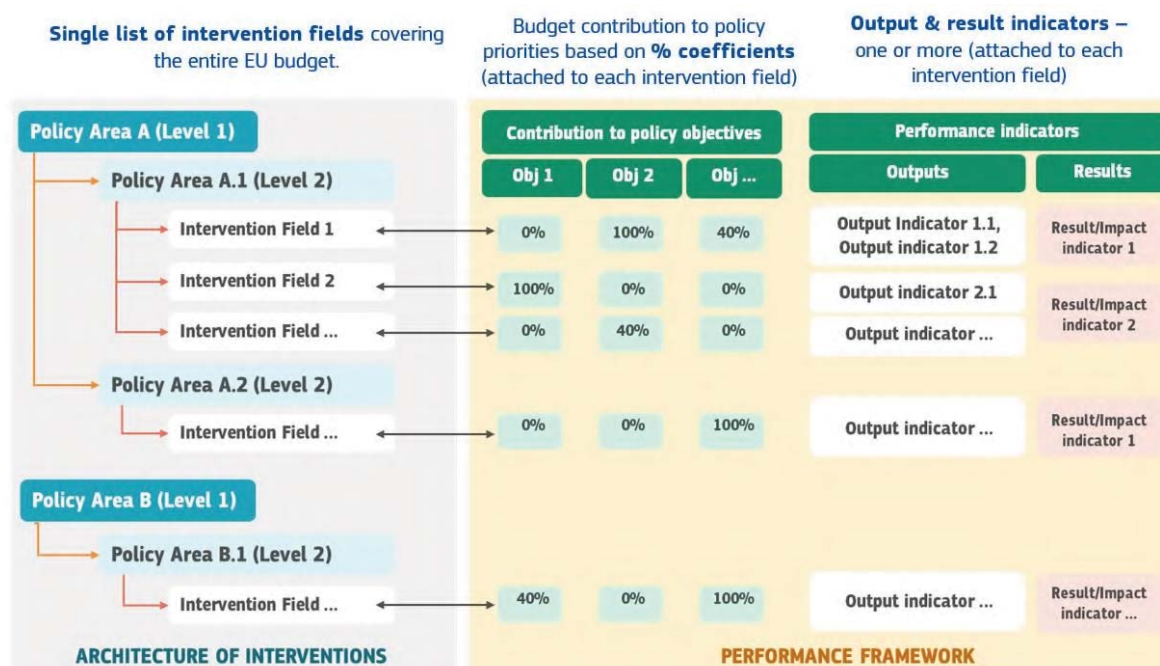 Single list of intervention fields covering
the entire EU budget.
Budget contribution to policy
priorities based on % coefficients
(attached to each intervention field)
Output & result indicators –
one or more (attached to each
intervention field)
Policy Area A (Level 1)
Contribution to policy objectives
Performance indicators
Obj 1
Obj 2
Obj ...
Outputs
Results
Policy Area A.1 (Level 2)
Intervention Field 1
0%
100%
40%
Output Indicator 1.1,
Output indicator 1.2
Result/Impact
indicator 1
Intervention Field 2
100%
0%
0%
Output indicator 2.1
Result/Impact
indicator 2
Intervention Field ...
0%
40%
0%
Output indicator ...
Policy Area A.2 (Level 2)
Intervention Field ...
0%
0%
100%
Output indicator ...
Result/Impact
indicator 1
Policy Area B (Level 1)
Policy Area B.1 (Level 2)
Intervention Field ...
40%
0%
100%
Output indicator ...
Result/Impact
indicator ...
ARCHITECTURE OF INTERVENTIONS
PERFORMANCE FRAMEWORK